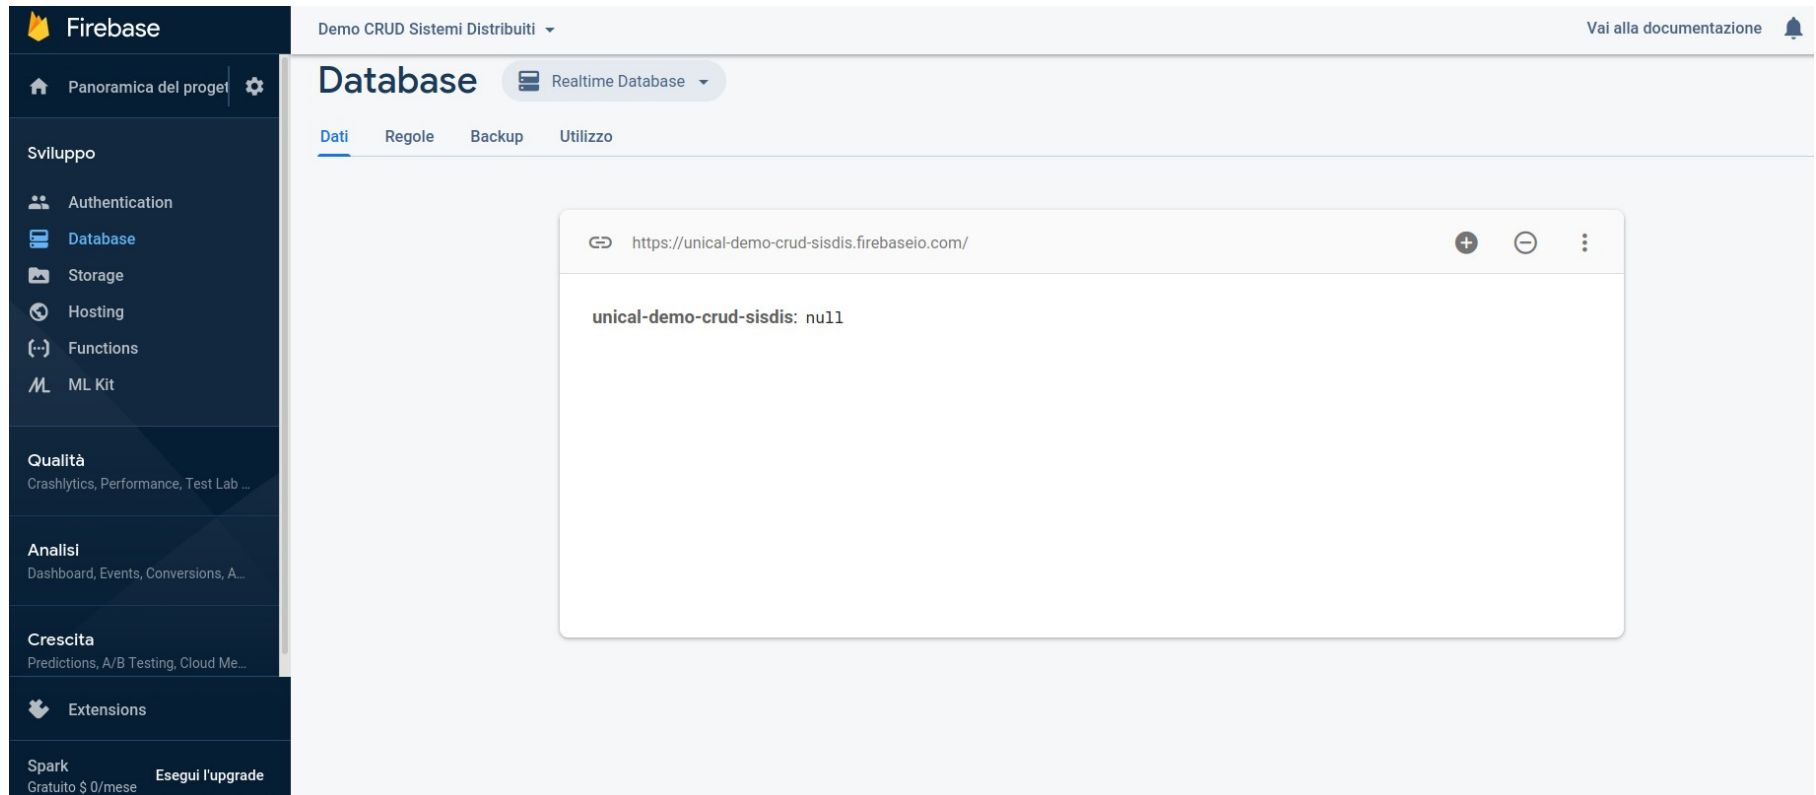 Firebase
Demo CRUD Sistemi Distribuiti
Vai alla documentazione
Panoramica del proget
Database
Realtime Database
Dati Regole Backup Utilizzo
Sviluppo
Authentication
Database
Storage
Hosting
Functions
ML Kit
https://unical-demo-crud-sisdis.firebaseio.com/
unical-demo-crud-sisdis: null
Qualità
Crashlytics, Performance, Test Lab ...
Analisi
Dashboard, Events, Conversions, A...
Crescita
Predictions, A/B Testing, Cloud Me...
Extensions
Spark
Gratuito $ 0/mese
Esegui l'upgrade